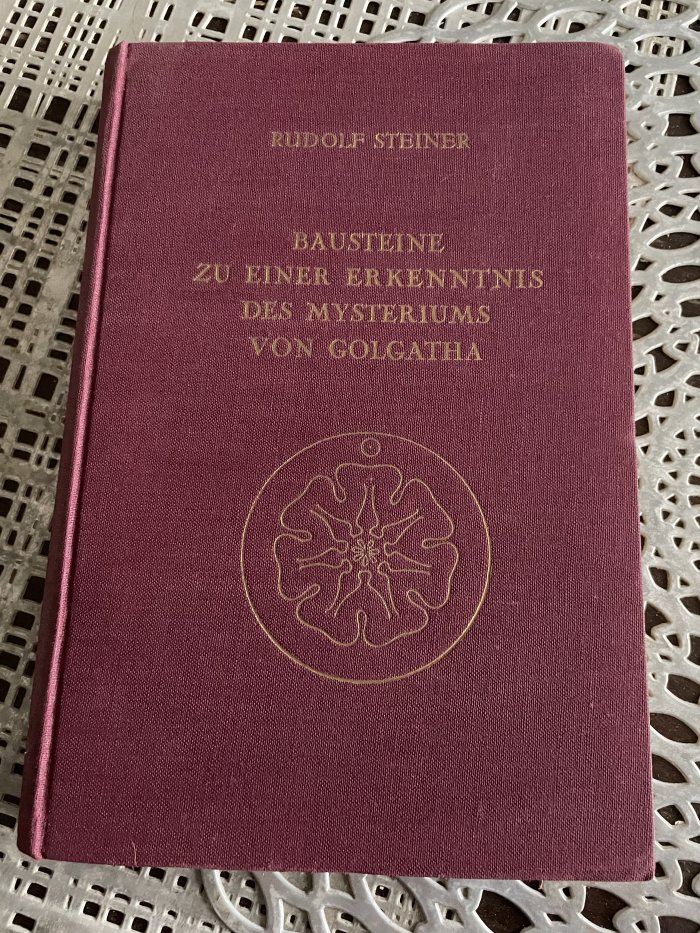 RUDOLF STEINER
BAUSTEINE
ZU EINER ERKENNTNIS
DES MYSTERIUMS
VON GOLGATHA